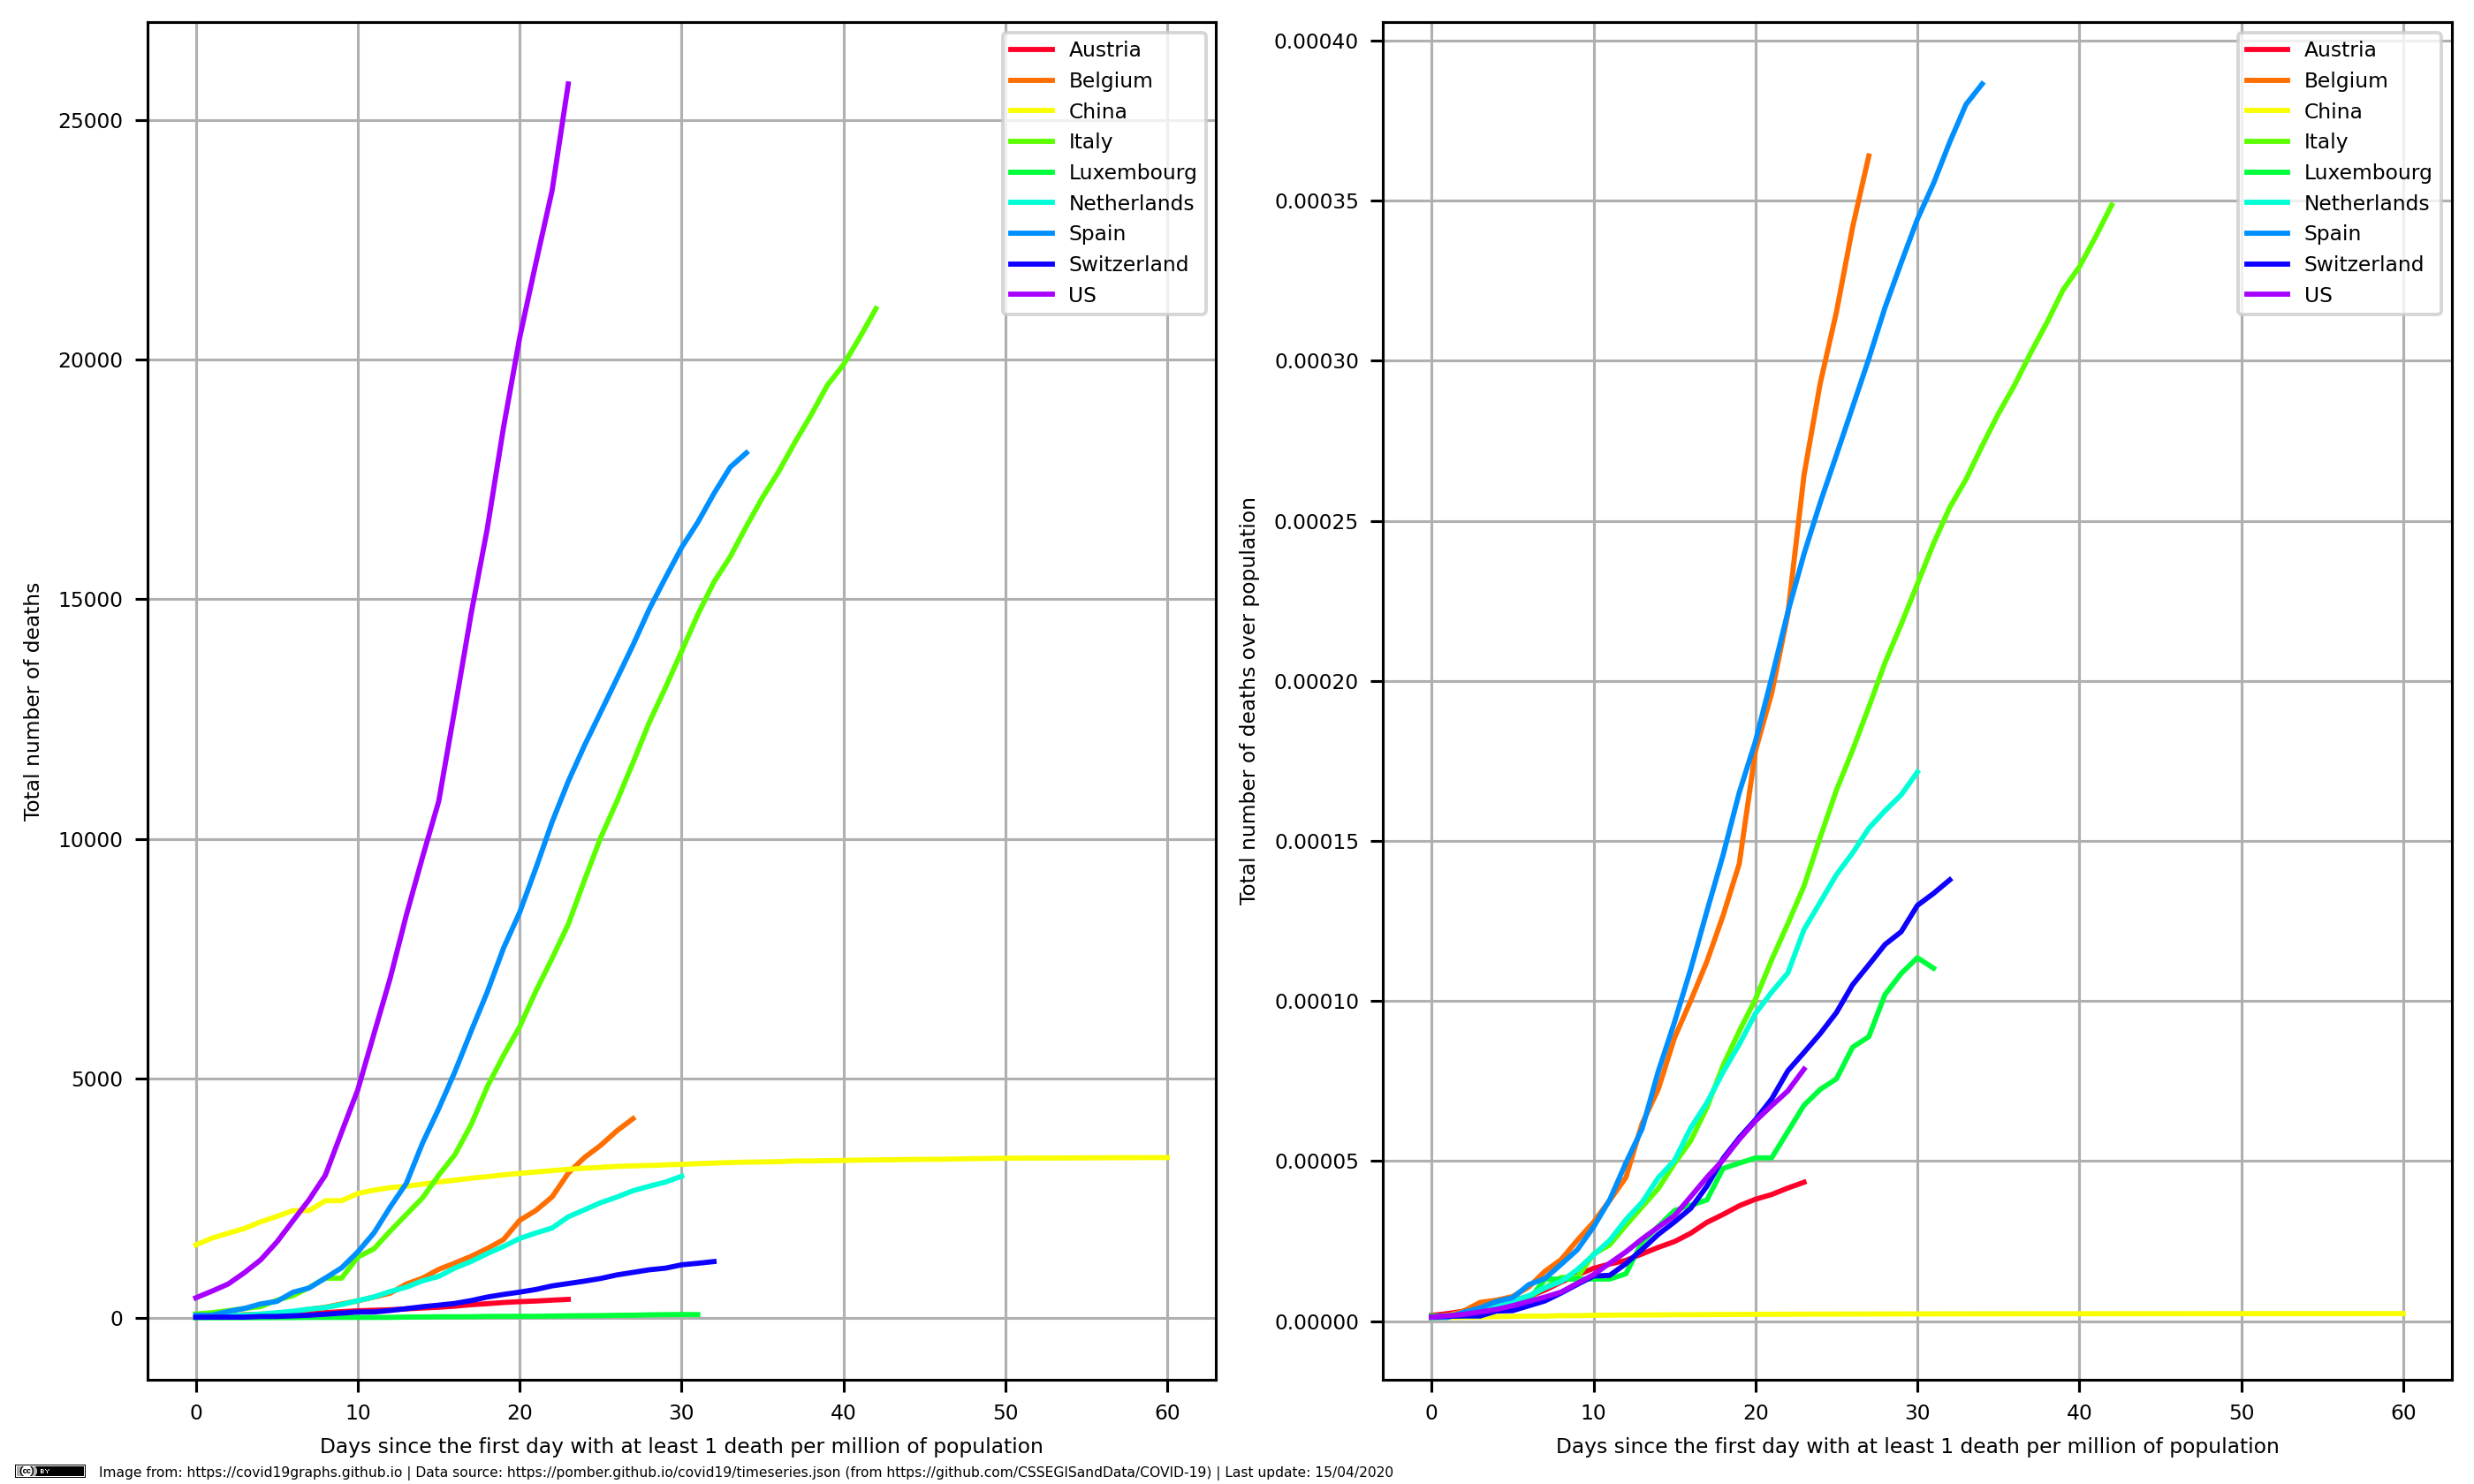 25000
20000
15000
10000
5000
0
Total number of deaths
0 10 20 30 40 50 60
Days since the first day with at least 1 death per million of population
Austria
Belgium
China
Italy
Luxembourg
Netherlands
Spain
Switzerland
US
0.00040
0.00035
0.00030
0.00025
0.00020
0.00015
0.00010
0.00005
0.00000
Total number of deaths over population
0 10 20 30 40 50 60
Days since the first day with at least 1 death per million of population
Austria
Belgium
China
Italy
Luxembourg
Netherlands
Spain
Switzerland
US
cc BY
Image from: https://covid19graphs.github.io | Data source: https://pomber.github.io/covid19/timeseries.json (from https://github.com/CSSEGISandData/COVID-19) | Last update: 15/04/2020